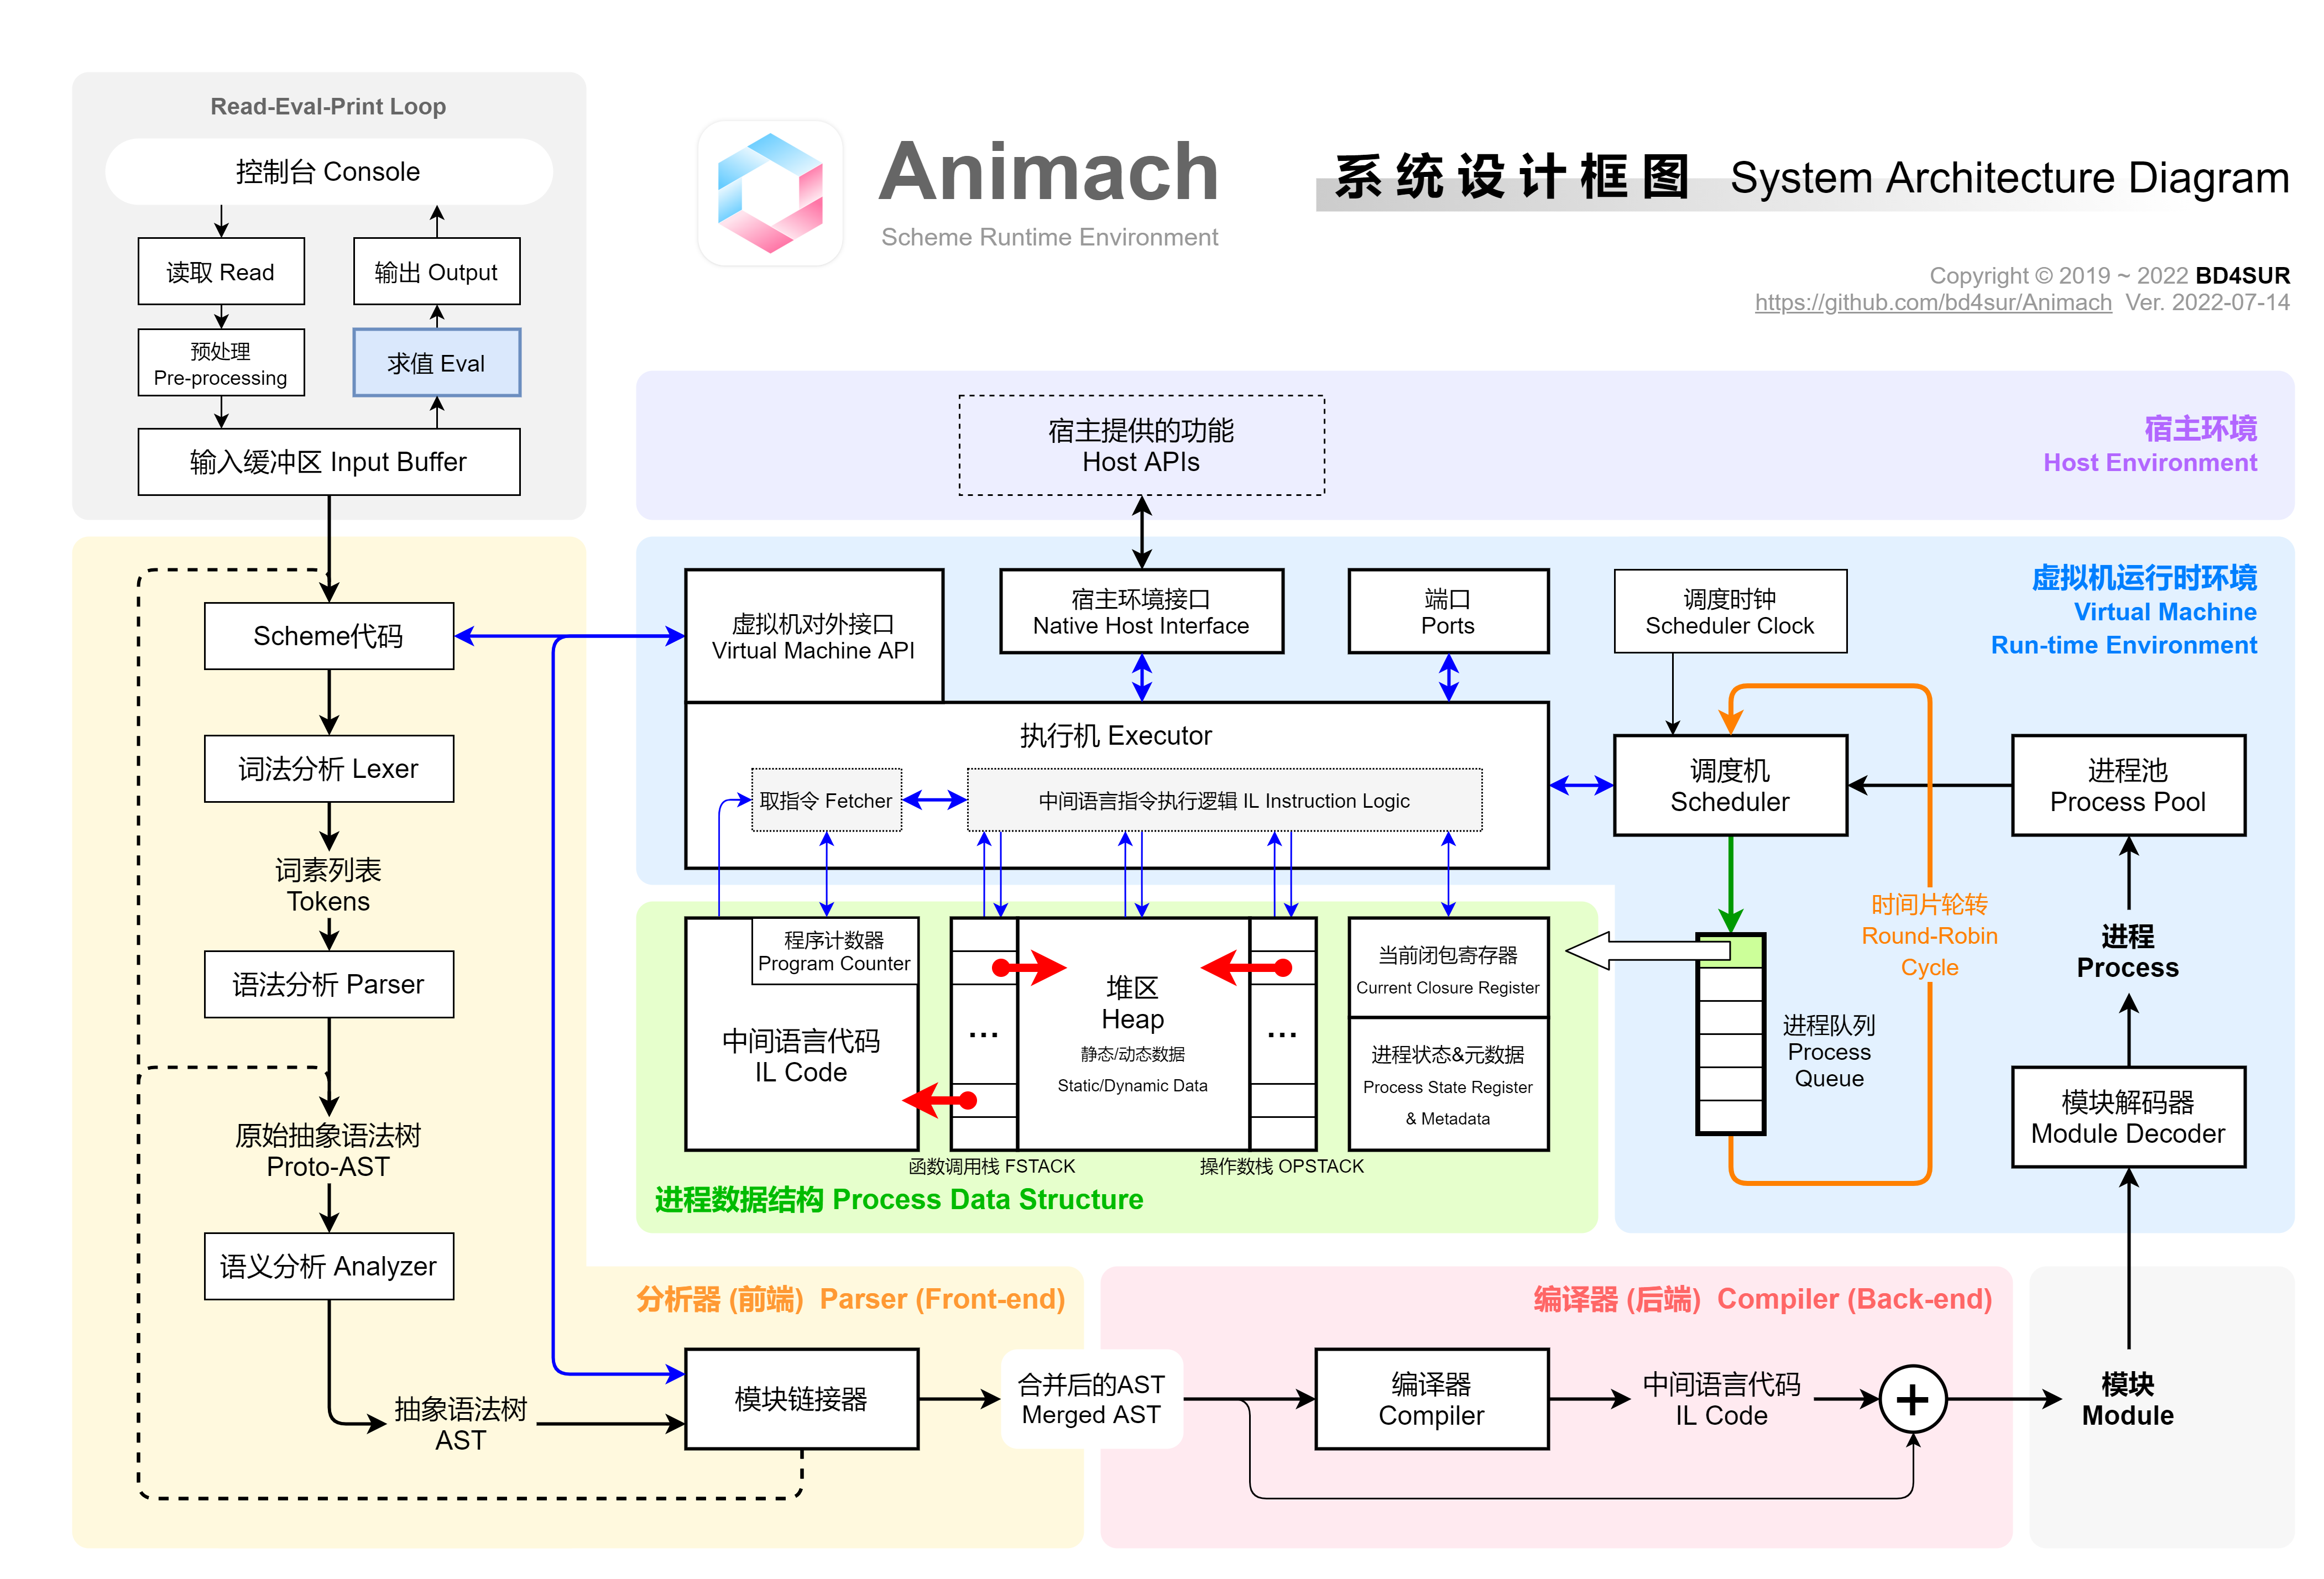 Read-Eval-Print Loop
控制台 Console
读取 Read
输出 Output
预处理
Pre-processing
求值 Eval
输入缓冲区 Input Buffer
Animach
Scheme Runtime Environment
系统设计框图 System Architecture Diagram
Copyright © 2019 ~ 2022 BD4SUR
https://github.com/bd4sur/Animach Ver. 2022-07-14
宿主提供的功能
Host APIs
宿主环境
Host Environment
Scheme代码
词法分析 Lexer
词素列表
Tokens
语法分析 Parser
原始抽象语法树
Proto-AST
语义分析 Analyzer
抽象语法树
AST
分析器 (前端) Parser (Front-end)
模块链接器
合并后的AST
Merged AST
虚拟机运行时环境
Virtual Machine
Run-time Environment
虚拟机对外接口
Virtual Machine API
宿主环境接口
Native Host Interface
端口
Ports
调度时钟
Scheduler Clock
执行机 Executor
取指令 Fetcher
中间语言指令执行逻辑 IL Instruction Logic
调度机
Scheduler
进程池
Process Pool
时间片轮转
Round-Robin
Cycle
进程
Process
进程队列
Process
Queue
模块解码器
Module Decoder
程序计数器
Program Counter
中间语言代码
IL Code
...
堆区
Heap
静态/动态数据
Static/Dynamic Data
...
当前闭包寄存器
Current Closure Register
进程状态&元数据
Process State Register
& Metadata
函数调用栈 FSTACK
操作数栈 OPSTACK
进程数据结构 Process Data Structure
编译器 (后端) Compiler (Back-end)
编译器
Compiler
中间语言代码
IL Code
+
模块
Module